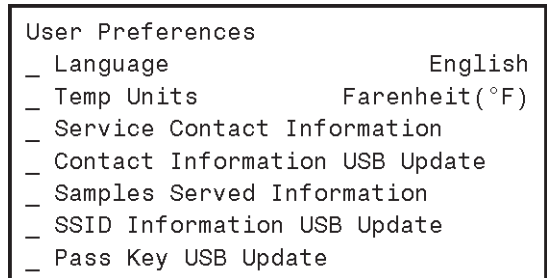 User Preferences
_ Language English
_ Temp Units Farenheit(°F)
_ Service Contact Information
_ Contact Information USB Update
_ Samples Served Information
_ SSID Information USB Update
_ Pass Key USB Update